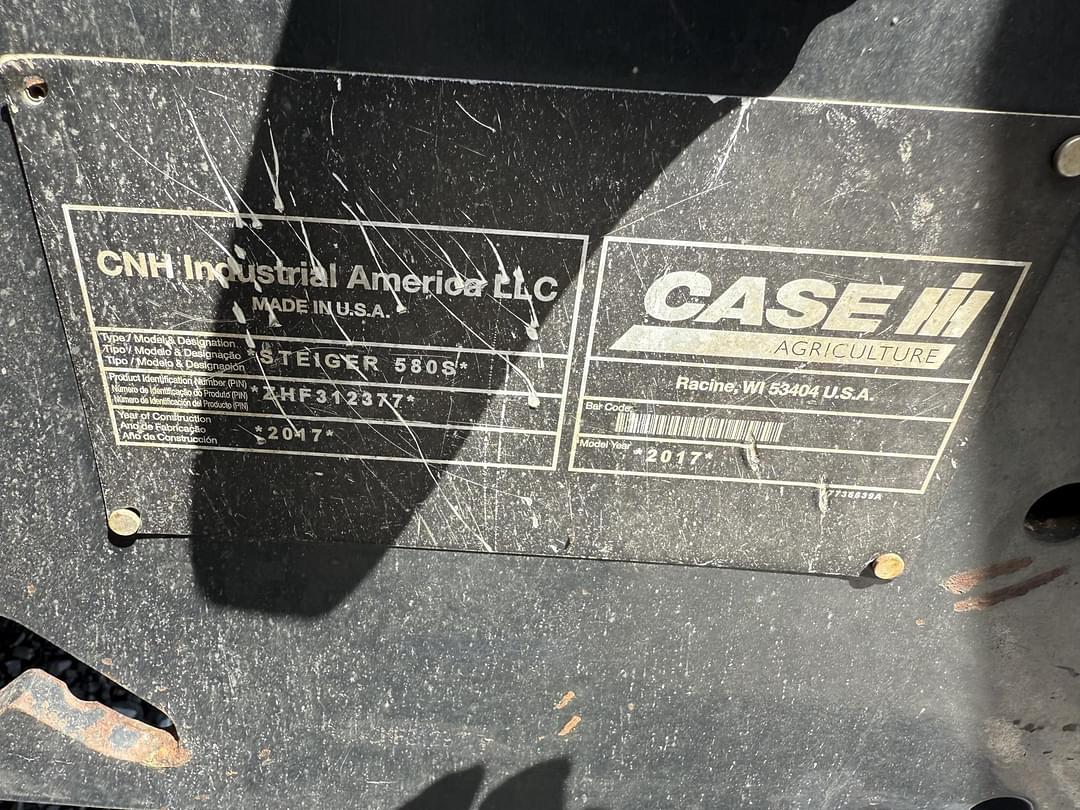 CNH Industrial America LLC
MADE IN U.S.A.
Type / Model & Designation
Tipo / Modelo & Designação
Tipo / Modelo & Designación
*STEIGER 580S*
Product Identification Number (PIN)
Número de Identificação do Produto (PIN)
Número de Identificación del Producto (PIN)
*ZHF312377*
Year of Construction
Ano de Fabricação
Año de Construcción
*2017*
CASE IH
AGRICULTURE
Racine, WI 53404 U.S.A.
Bar Code:
Model Year
*2017*